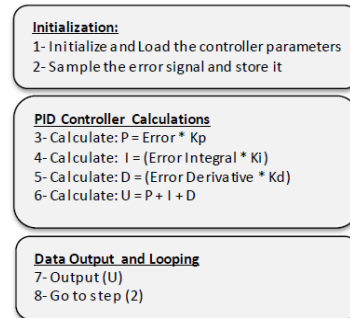 Initialization:
1- Initialize and Load the controller parameters
2- Sample the error signal and store it
PID Controller Calculations
3- Calculate: P = Error * Kp
4- Calculate: I = (Error Integral * Ki)
5- Calculate: D = (Error Derivative * Kd)
6- Calculate: U = P + I + D
Data Output and Looping
7- Output (U)
8- Go to step (2)